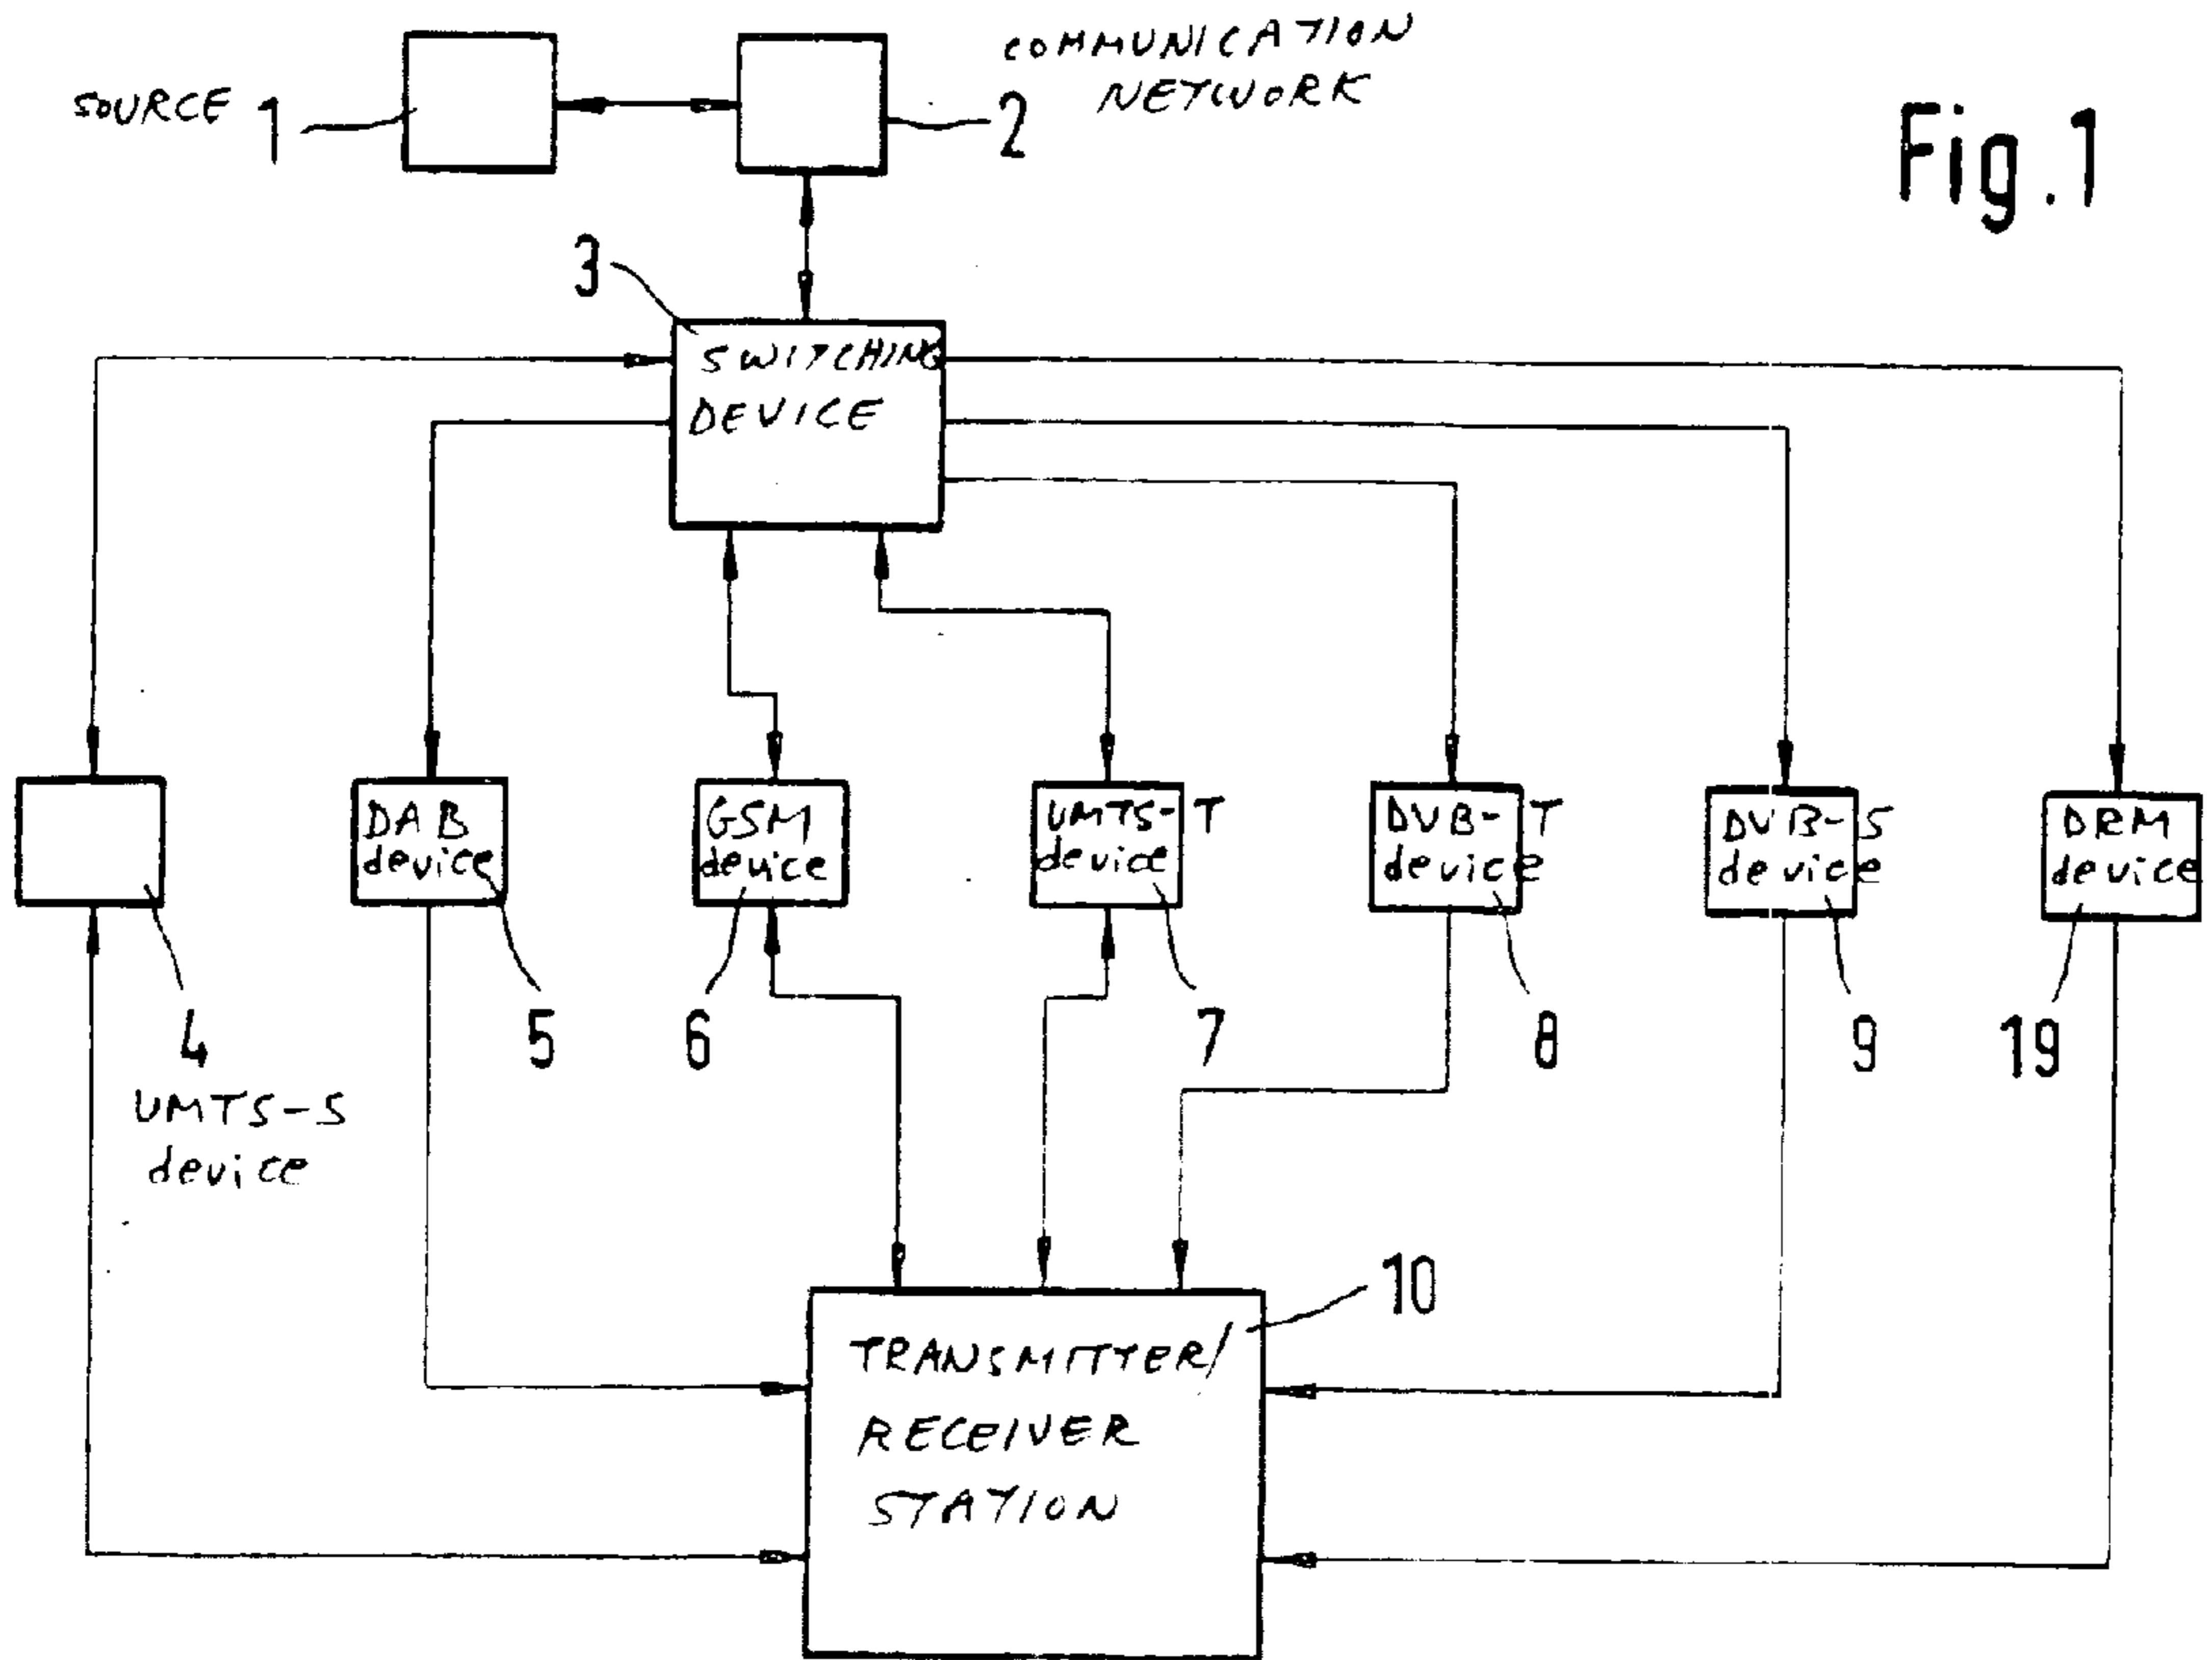 COMMUNICATION
NETWORK
SOURCE 1
2
Fig.1
3
SWITCHING
DEVICE
DAB
device
GSM
device
UMTS-T
device
DVB-T
device
DVB-S
device
DRM
device
4
5
6
7
8
9
19
UMTS-S
device
10
TRANSMITTER/
RECEIVER
STATION